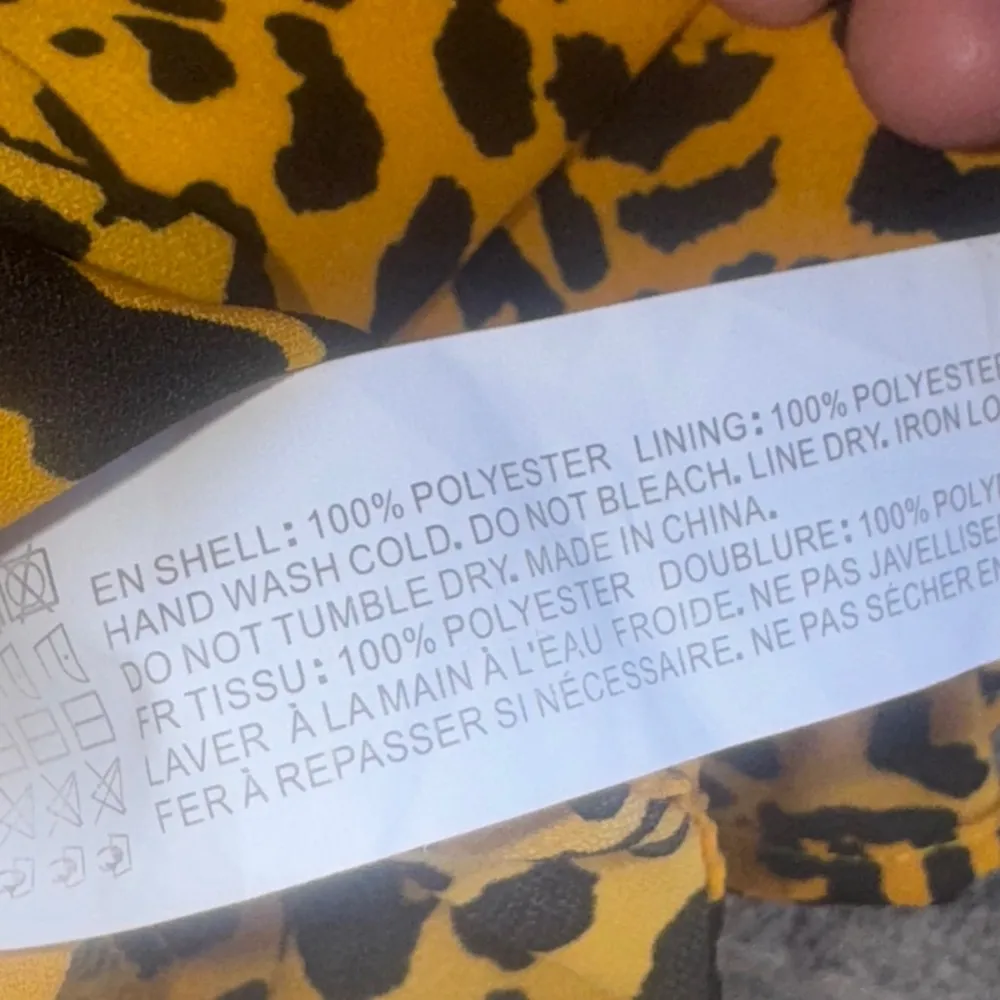 EN SHELL: 100% POLYESTER LINING: 100% POLYESTE
HAND WASH COLD. DO NOT BLEACH. LINE DRY. IRON LO
DO NOT TUMBLE DRY. MADE IN CHINA.
FR TISSU: 100% POLYESTER DOUBLURE: 100% POLY
LAVER À LA MAIN À L'EAU FROIDE. NE PAS JAVELLISE
FER À REPASSER SI NÉCESSAIRE. NE PAS SÉCHER EN